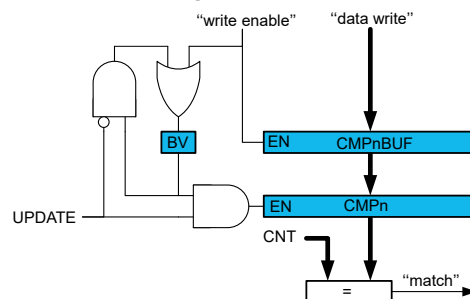 “write enable” “data write”
BV
EN CMPnBUF
EN CMPn
UPDATE
CNT
= “match”